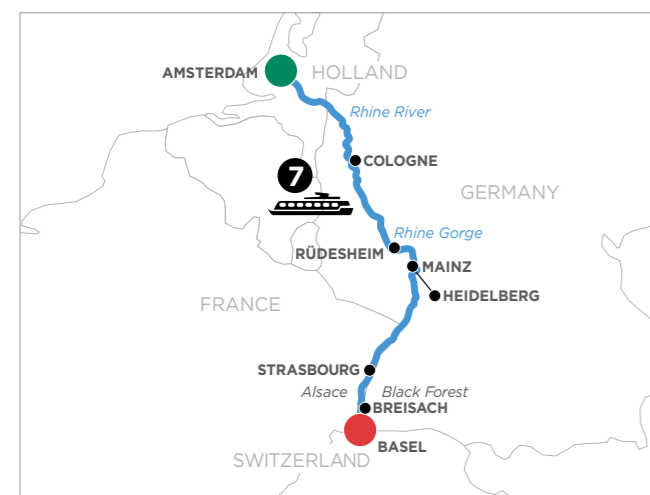 AMSTERDAM
HOLLAND
Rhine River
COLOGNE
7
GERMANY
Rhine Gorge
RÜDESHEIM
MAINZ
HEIDELBERG
FRANCE
STRASBOURG
Alsace
Black Forest
BREISACH
BASEL
SWITZERLAND